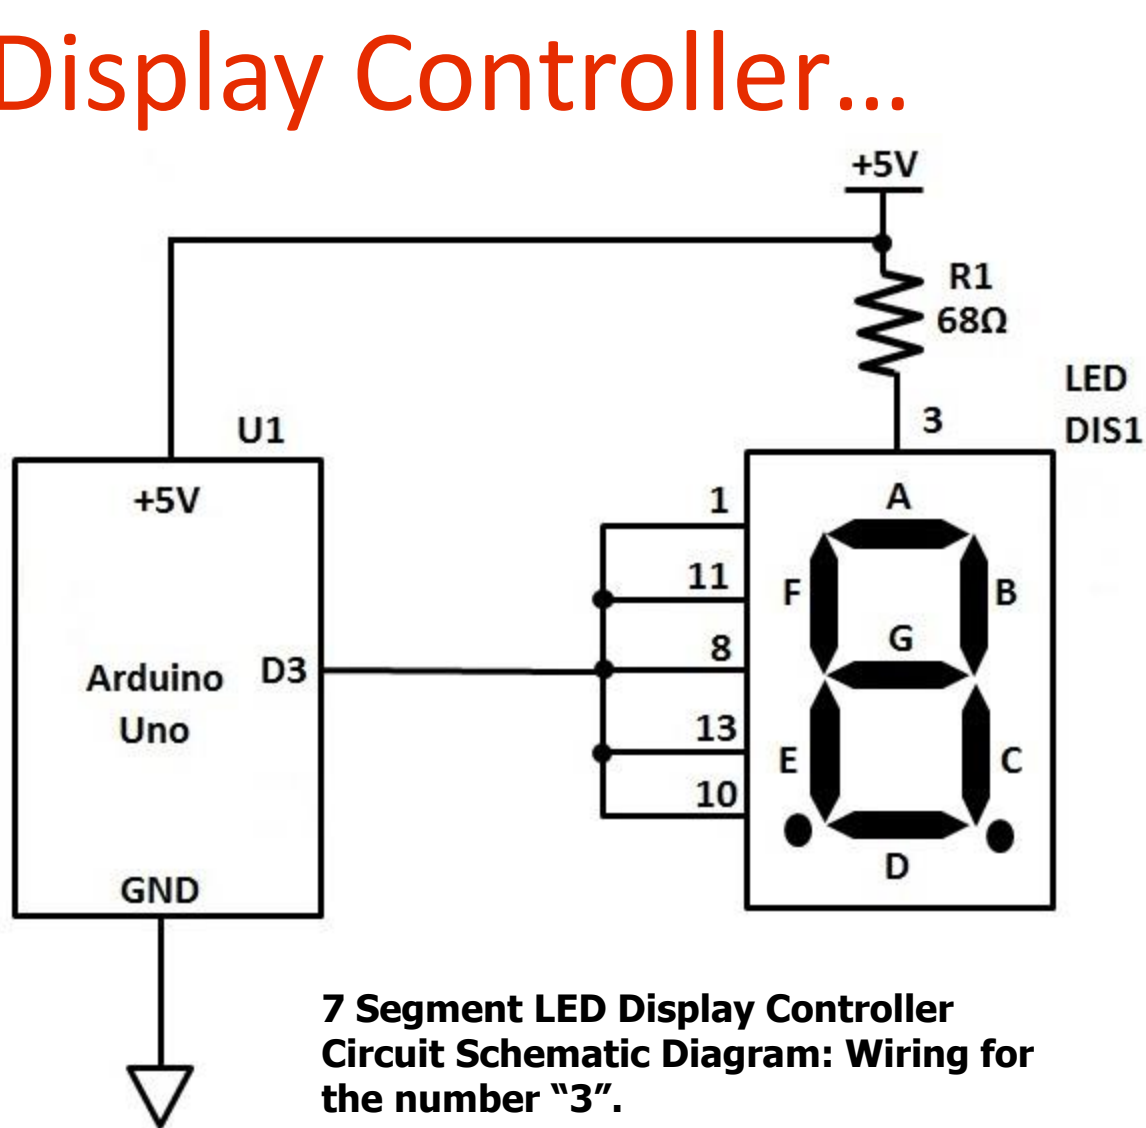 Display Controller...
+5V
R1
68Ω
LED
DIS1
3
U1
+5V
1
A
11
F
B
8
G
D3
Arduino
Uno
13
E
C
10
D
GND
7 Segment LED Display Controller
Circuit Schematic Diagram: Wiring for
the number “3”.